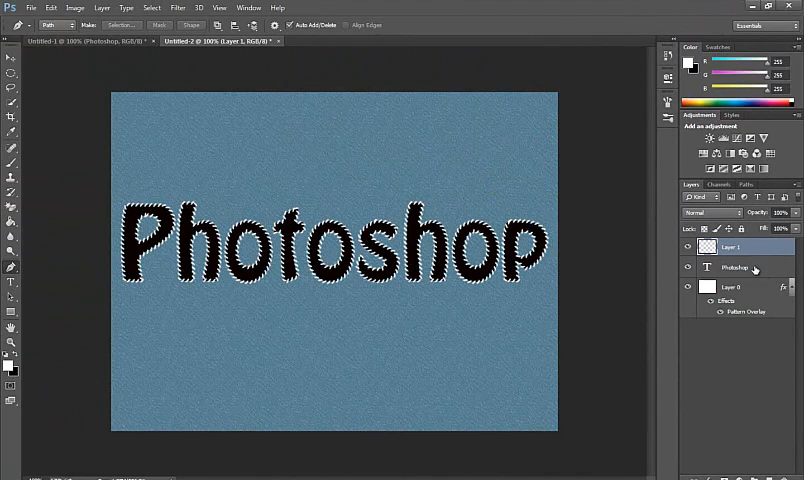 Ps File Edit Image Layer Type Select Filter 3D View Window Help
Path Make: Selection... Mask Shape Auto Add/Delete Align Edges Essentials
Untitled-1 @ 100% (Photoshop, RGB/8) * × Untitled-2 @ 100% (Layer 1, RGB/8) * ×
Color Swatches
R 255
G 255
B 255
Adjustments Styles
Add an adjustment
Layers Channels Paths
Kind
Normal Opacity: 100%
Lock: Fill: 100%
Layer 1
T Photoshop
Layer 0 fx
Effects
Pattern Overlay
Photoshop